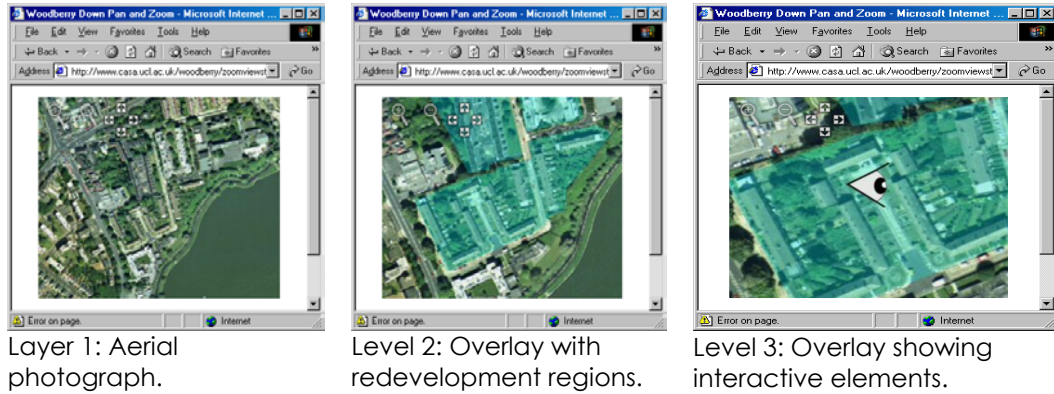 Woodberry Down Pan and Zoom - Microsoft Internet ...
File Edit View Favorites Tools Help
Back Search Favorites »
Address http://www.casa.ucl.ac.uk/woodberry/zoomviewst Go
Error on page. Internet
Layer 1: Aerial
photograph.
Woodberry Down Pan and Zoom - Microsoft Internet ...
File Edit View Favorites Tools Help
Back Search Favorites »
Address http://www.casa.ucl.ac.uk/woodberry/zoomviewst Go
Error on page. Internet
Level 2: Overlay with
redevelopment regions.
Woodberry Down Pan and Zoom - Microsoft Internet ...
File Edit View Favorites Tools Help
Back Search Favorites »
Address http://www.casa.ucl.ac.uk/woodberry/zoomviewst Go
Error on page. Internet
Level 3: Overlay showing
interactive elements.